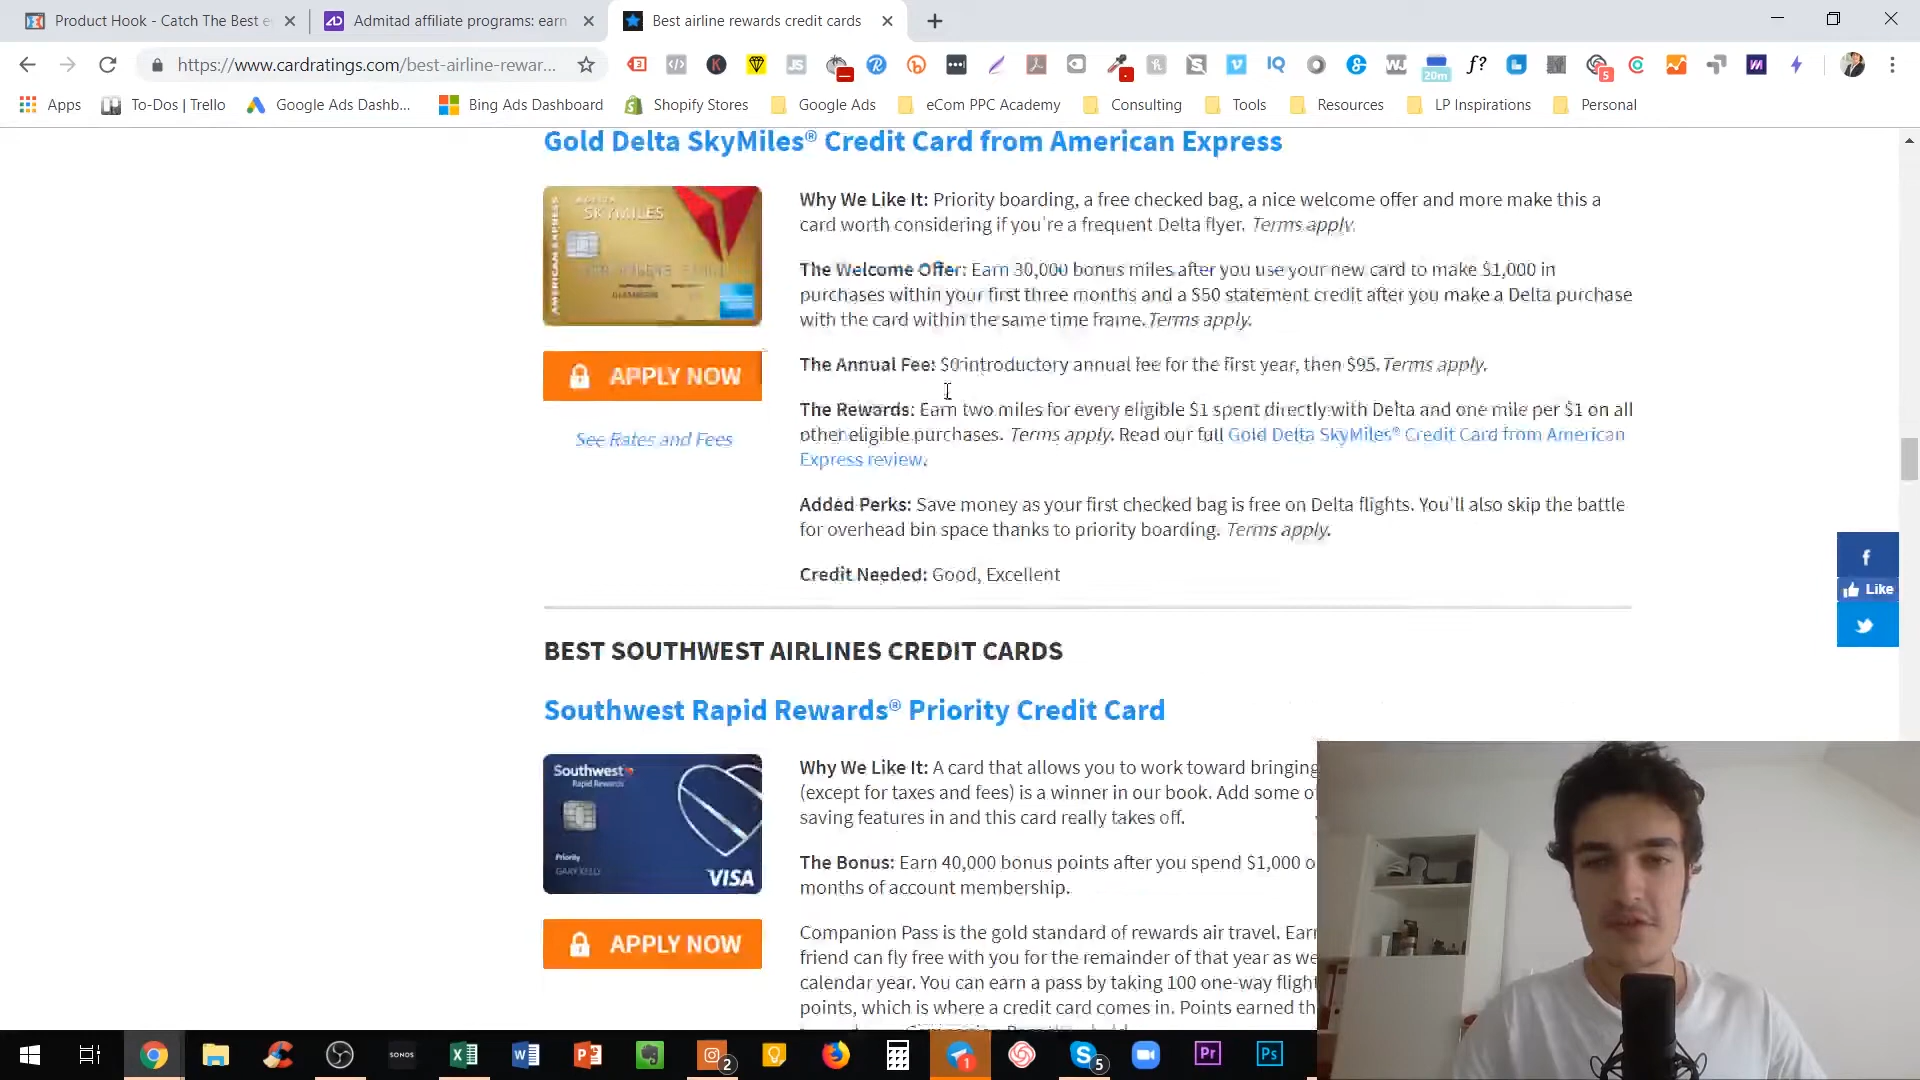 Product Hook - Catch The Best e
Admitad affiliate programs: earn
Best airline rewards credit cards
https://www.cardratings.com/best-airline-rewar...
20m
5
Apps
To-Dos | Trello
Google Ads Dashb...
Bing Ads Dashboard
Shopify Stores
Google Ads
eCom PPC Academy
Consulting
Tools
Resources
LP Inspirations
Personal
Gold Delta SkyMiles® Credit Card from American Express
SKYMILES
AMERICAN EXPRESS
APPLY NOW
See Rates and Fees
Why We Like It: Priority boarding, a free checked bag, a nice welcome offer and more make this a
card worth considering if you're a frequent Delta flyer. Terms apply.
The Welcome Offer: Earn 30,000 bonus miles after you use your new card to make $1,000 in
purchases within your first three months and a $50 statement credit after you make a Delta purchase
with the card within the same time frame. Terms apply.
The Annual Fee: $0 introductory annual fee for the first year, then $95. Terms apply.
The Rewards: Earn two miles for every eligible $1 spent directly with Delta and one mile per $1 on all
other eligible purchases. Terms apply. Read our full Gold Delta SkyMiles® Credit Card from American
Express review.
Added Perks: Save money as your first checked bag is free on Delta flights. You'll also skip the battle
for overhead bin space thanks to priority boarding. Terms apply.
Credit Needed: Good, Excellent
Like
BEST SOUTHWEST AIRLINES CREDIT CARDS
Southwest Rapid Rewards® Priority Credit Card
Southwest
Rapid Rewards
Priority
GARY KELLY
VISA
APPLY NOW
Why We Like It: A card that allows you to work toward bringing
(except for taxes and fees) is a winner in our book. Add some o
saving features in and this card really takes off.
The Bonus: Earn 40,000 bonus points after you spend $1,000 o
months of account membership.
Companion Pass is the gold standard of rewards air travel. Ear
friend can fly free with you for the remainder of that year as we
calendar year. You can earn a pass by taking 100 one-way flight
points, which is where a credit card comes in. Points earned th
SONOS
2
1
5
Pr
Ps